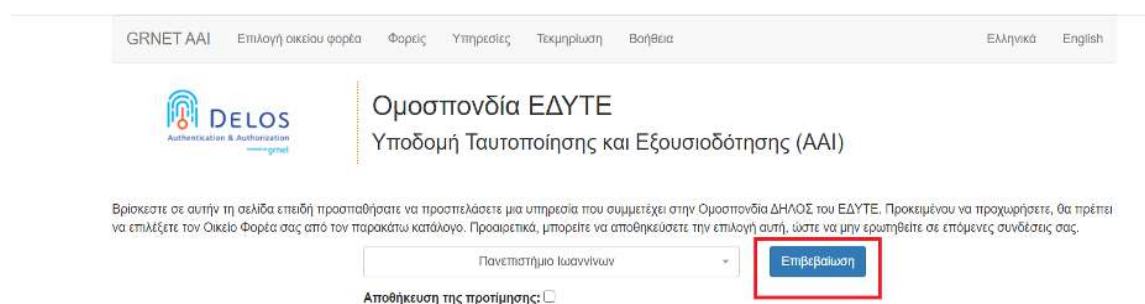 GRNET AAI Επιλογή οικείου φορέα Φορείς Υπηρεσίες Τεκμηρίωση Βοήθεια Ελληνικά English
DELOS
Authentication & Authorization
grnet
Ομοσπονδία ΕΔΥΤΕ
Υποδομή Ταυτοποίησης και Εξουσιοδότησης (ΑΑΙ)
Βρίσκεστε σε αυτήν τη σελίδα επειδή προσπαθήσατε να προσπελάσετε μια υπηρεσία που συμμετέχει στην Ομοσπονδία ΔΗΛΟΣ του ΕΔΥΤΕ. Προκειμένου να προχωρήσετε, θα πρέπει
να επιλέξετε τον Οικείο Φορέα σας από τον παρακάτω κατάλογο. Προαιρετικά, μπορείτε να αποθηκεύσετε την επιλογή αυτή, ώστε να μην ερωτηθείτε σε επόμενες συνδέσεις σας.
Πανεπιστήμιο Ιωαννίνων Επιβεβαίωση
Αποθήκευση της προτίμησης: